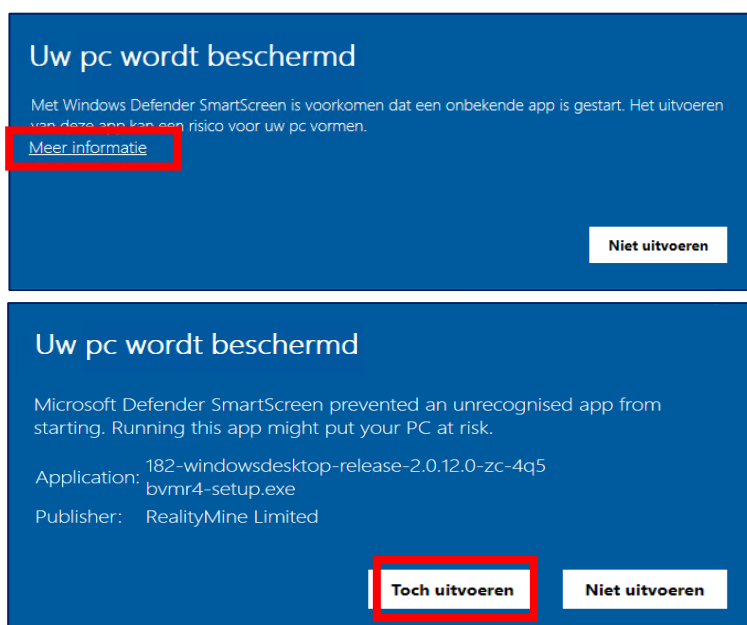 Uw pc wordt beschermd
Met Windows Defender SmartScreen is voorkomen dat een onbekende app is gestart. Het uitvoeren
van deze app kan een risico voor uw pc vormen.
Meer informatie
Niet uitvoeren
Uw pc wordt beschermd
Microsoft Defender SmartScreen prevented an unrecognised app from
starting. Running this app might put your PC at risk.
Application: 182-windowsdesktop-release-2.0.12.0-zc-4q5
bvmr4-setup.exe
Publisher: RealityMine Limited
Toch uitvoeren Niet uitvoeren